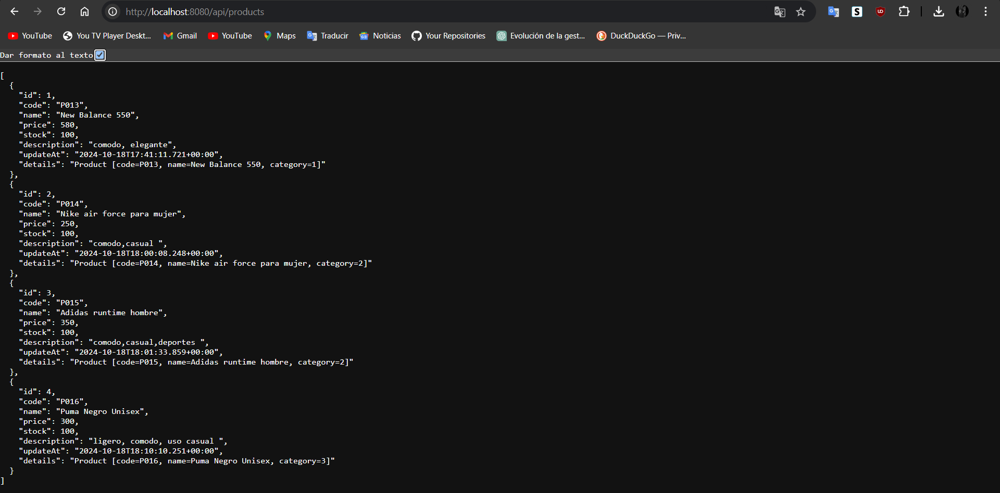 http://localhost:8080/api/products
YouTube You TV Player Deskt... Gmail YouTube Maps Traducir Noticias Your Repositories Evolución de la gest... DuckDuckGo — Priv...
Dar formato al texto
[
  {
    "id": 1,
    "code": "P013",
    "name": "New Balance 550",
    "price": 580,
    "stock": 100,
    "description": "comodo, elegante",
    "updateAt": "2024-10-18T17:41:11.721+00:00",
    "details": "Product [code=P013, name=New Balance 550, category=1]"
  },
  {
    "id": 2,
    "code": "P014",
    "name": "Nike air force para mujer",
    "price": 250,
    "stock": 100,
    "description": "comodo,casual ",
    "updateAt": "2024-10-18T18:00:08.248+00:00",
    "details": "Product [code=P014, name=Nike air force para mujer, category=2]"
  },
  {
    "id": 3,
    "code": "P015",
    "name": "Adidas runtime hombre",
    "price": 350,
    "stock": 100,
    "description": "comodo,casual,deportes ",
    "updateAt": "2024-10-18T18:01:33.859+00:00",
    "details": "Product [code=P015, name=Adidas runtime hombre, category=2]"
  },
  {
    "id": 4,
    "code": "P016",
    "name": "Puma Negro Unisex",
    "price": 300,
    "stock": 100,
    "description": "ligero, comodo, uso casual ",
    "updateAt": "2024-10-18T18:10:10.251+00:00",
    "details": "Product [code=P016, name=Puma Negro Unisex, category=3]"
  }
]